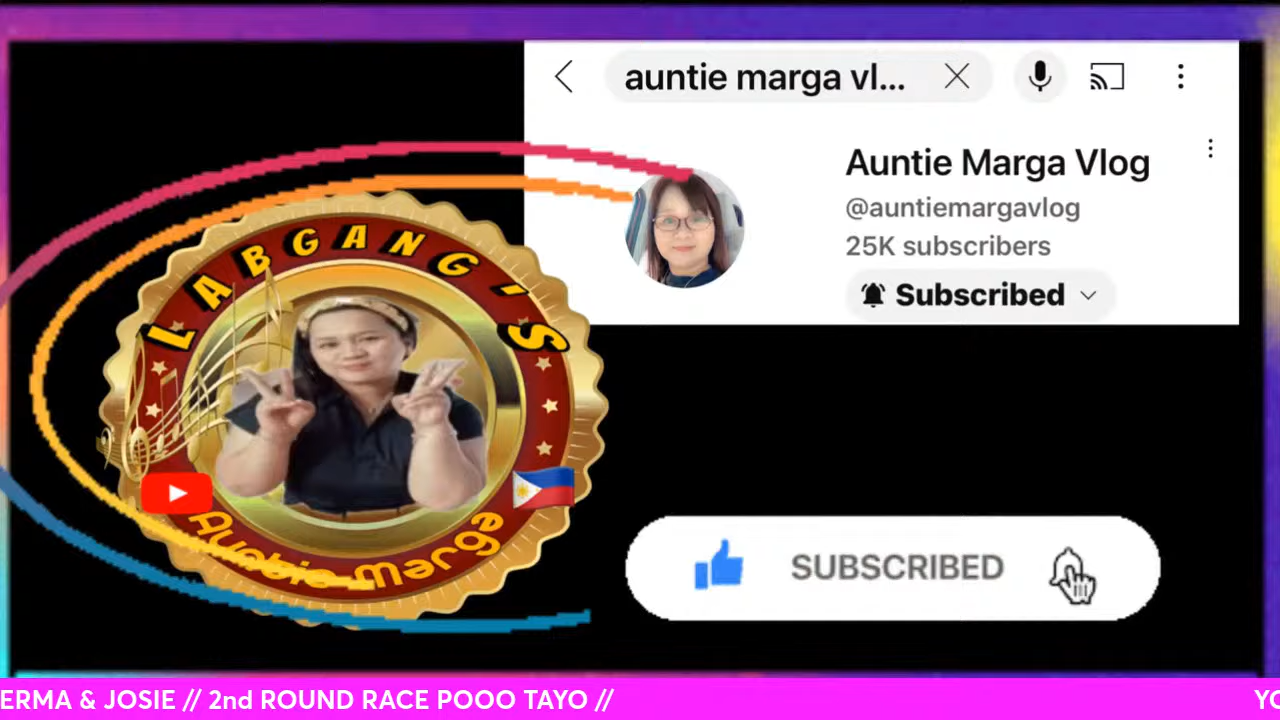 auntie marga vl...
Auntie Marga Vlog
@auntiemargavlog
25K subscribers
Subscribed
LABGANG'S
Auntie Marga
SUBSCRIBED
ERMA & JOSIE // 2nd ROUND RACE POOO TAYO //
YO